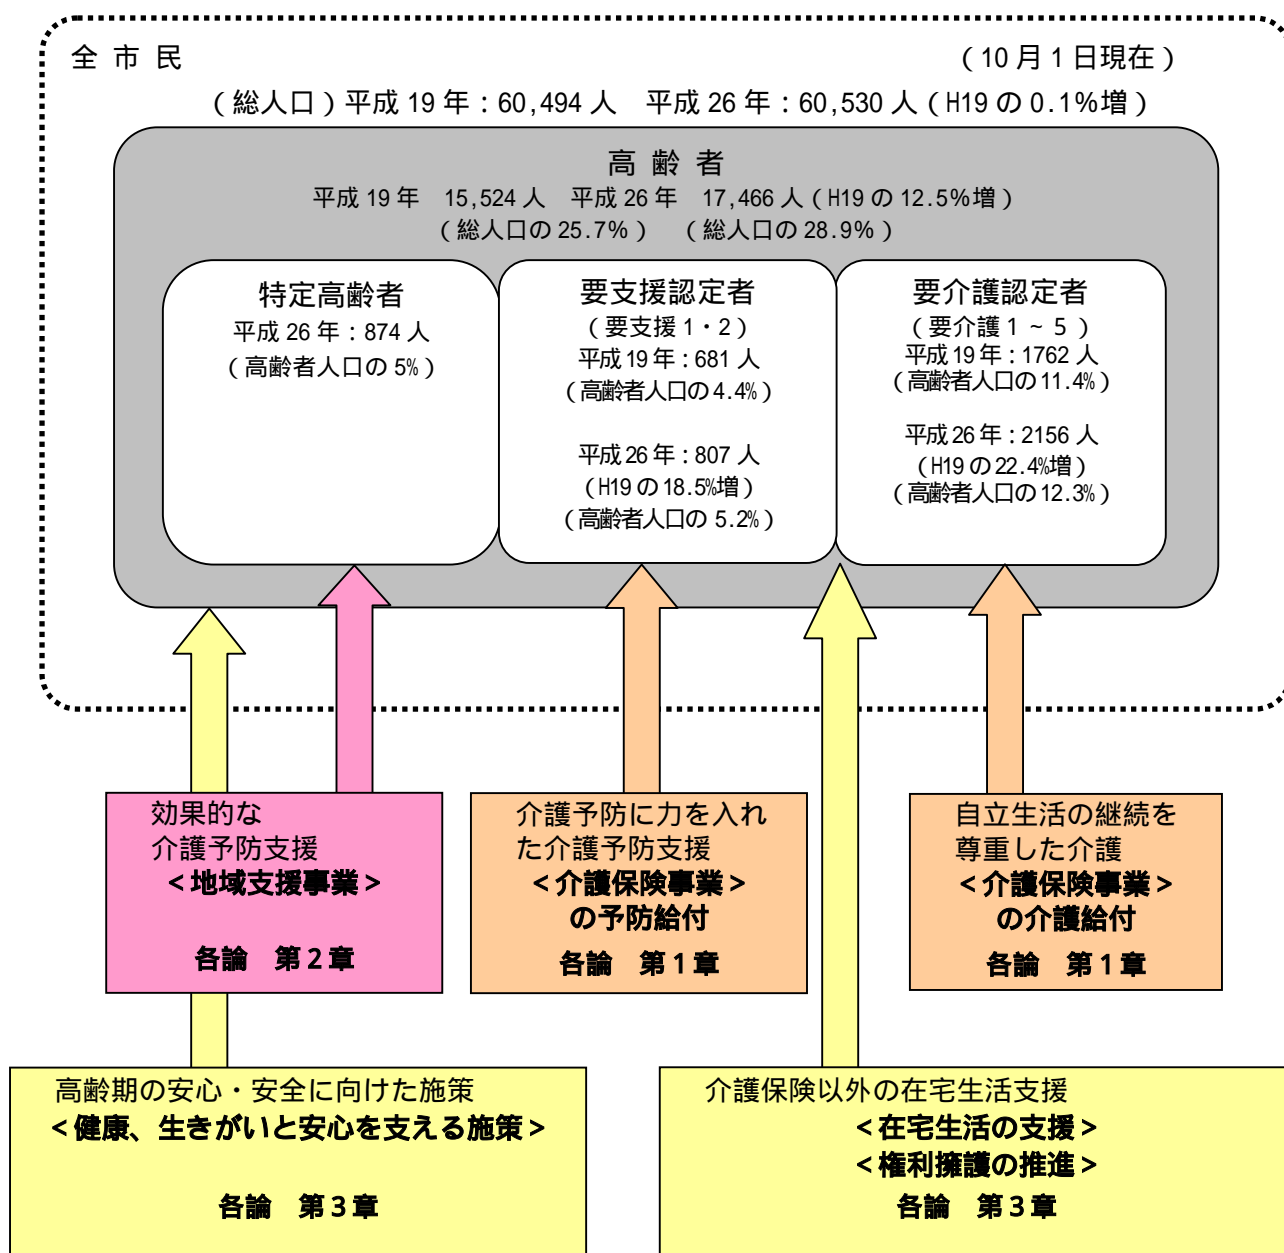 全 市 民　（10月1日現在）
（総人口）平成 19 年：60,494 人　平成 26 年：60,530 人（H19 の 0.1%増）
高 齢 者
平成 19 年　15,524 人　平成 26 年　17,466 人（H19 の 12.5%増）
（総人口の 25.7%）　（総人口の 28.9%）
特定高齢者
平成 26 年：874 人
（高齢者人口の 5%）
要支援認定者
（要支援 1・2）
平成 19 年：681 人
（高齢者人口の 4.4%）
平成 26 年：807 人
（H19 の 18.5%増）
（高齢者人口の 5.2%）
要介護認定者
（要介護 1 ~ 5 ）
平成 19 年：1762 人
（高齢者人口の 11.4%）
平成 26 年：2156 人
（H19 の 22.4%増）
（高齢者人口の 12.3%）
効果的な
介護予防支援
＜地域支援事業＞
各論　第２章
介護予防に力を入れ
た介護予防支援
＜介護保険事業＞
の予防給付
各論　第１章
自立生活の継続を
尊重した介護
＜介護保険事業＞
の介護給付
各論　第１章
高齢期の安心・安全に向けた施策
＜健康、生きがいと安心を支える施策＞
各論　第３章
介護保険以外の在宅生活支援
＜在宅生活の支援＞
＜権利擁護の推進＞
各論　第３章